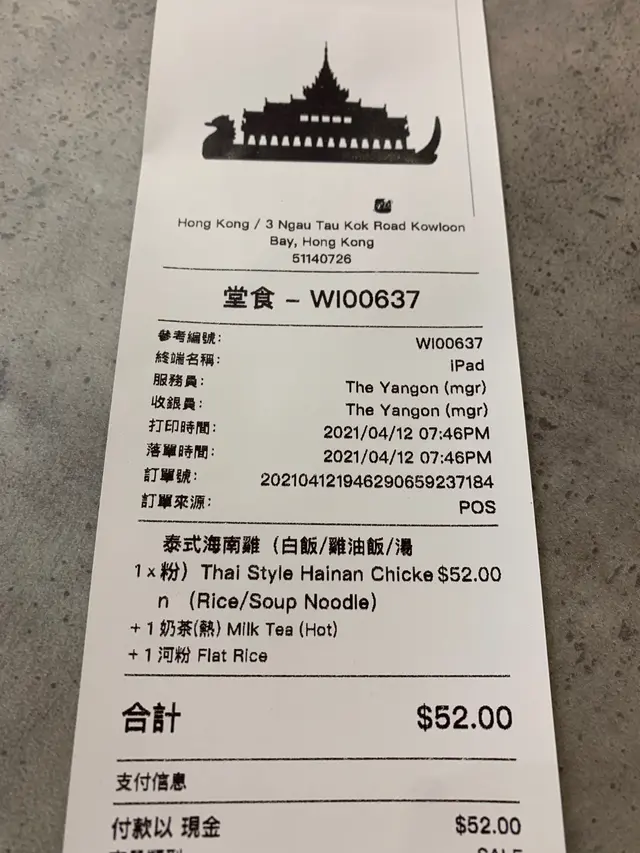 Hong Kong / 3 Ngau Tau Kok Road Kowloon
Bay, Hong Kong
51140726
堂食 – WI00637
參考編號: WI00637
終端名稱: iPad
服務員: The Yangon (mgr)
收銀員: The Yangon (mgr)
打印時間: 2021/04/12 07:46PM
落單時間: 2021/04/12 07:46PM
訂單號: 202104121946290659237184
訂單來源: POS
泰式海南雞（白飯/雞油飯/湯
1 x 粉）Thai Style Hainan Chicke $52.00
n （Rice/Soup Noodle)
+ 1 奶茶(熱) Milk Tea (Hot)
+ 1 河粉 Flat Rice
合計 $52.00
支付信息
付款以 現金 $52.00